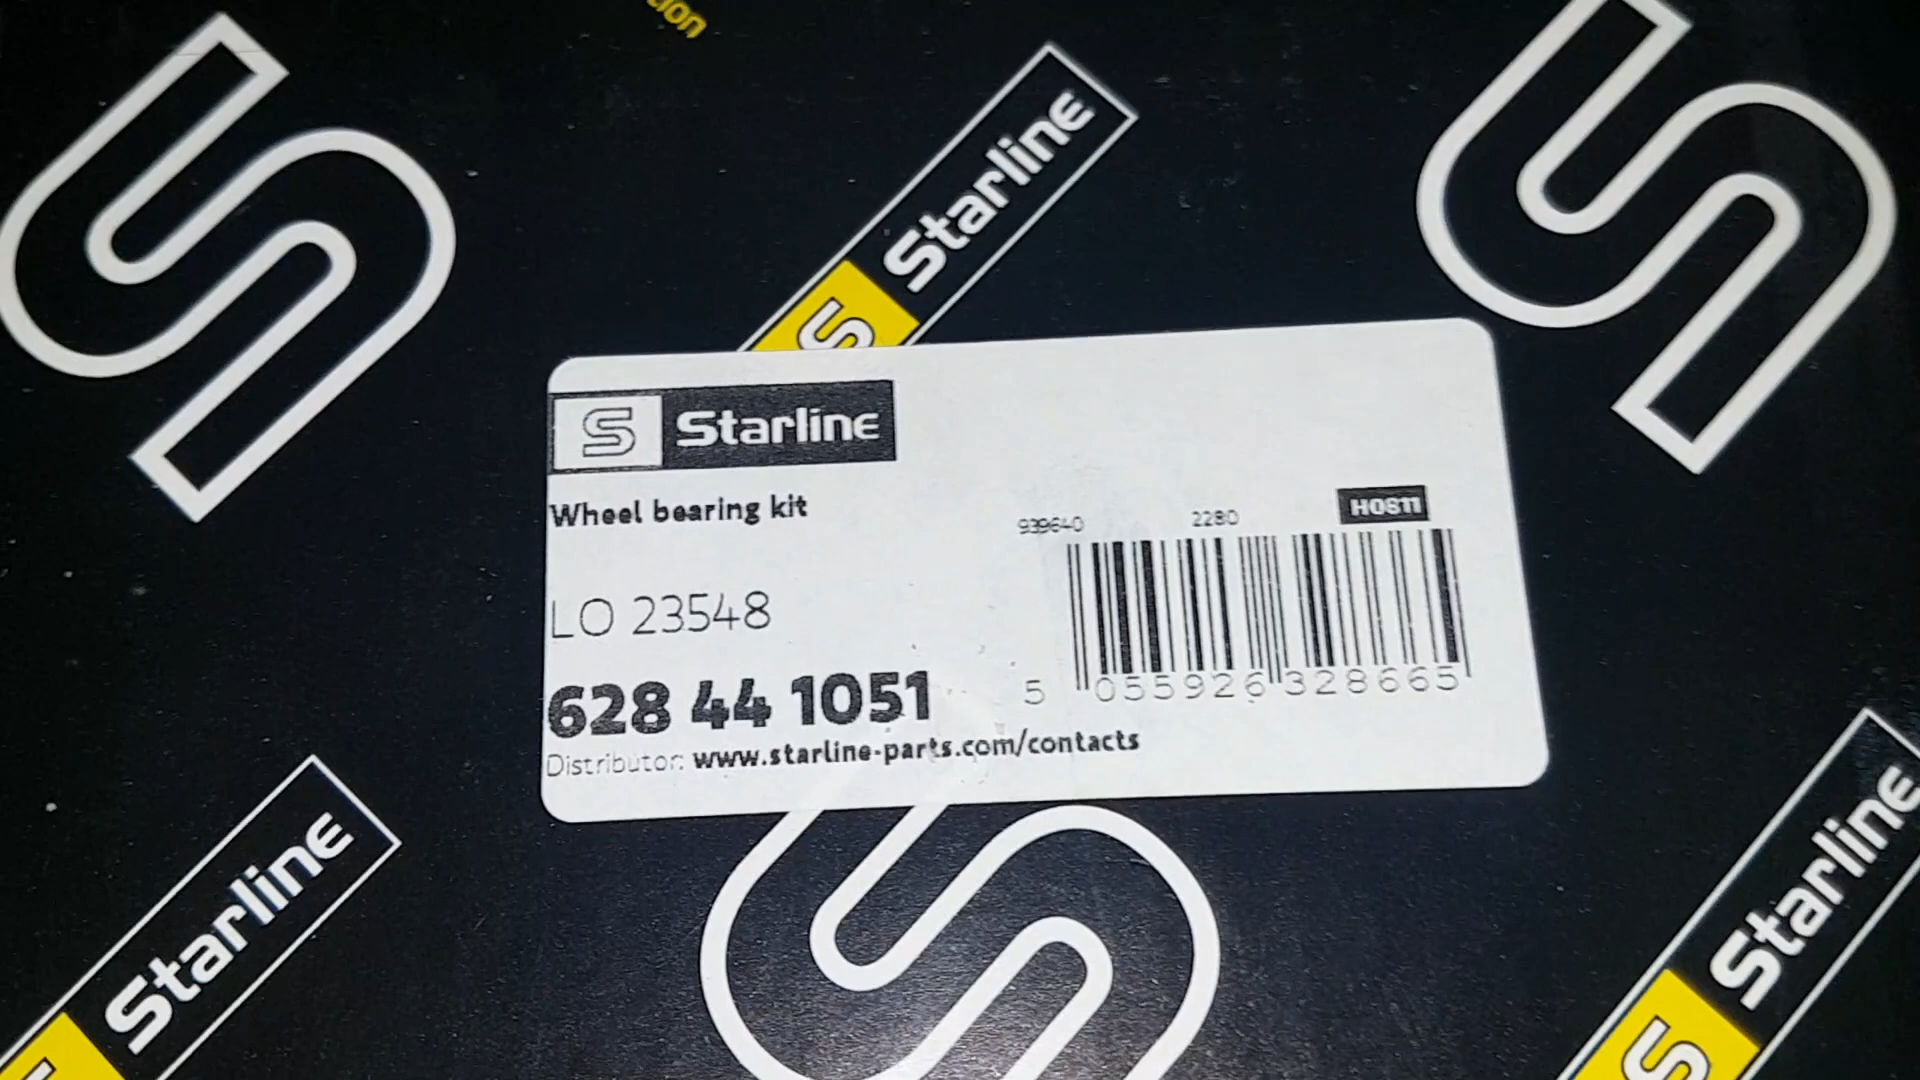 tion
Starline
Starline
Wheel bearing kit
939640 2280 H0811
LO 23548
628 44 1051
5 055926 328665
Distributor: www.starline-parts.com/contacts
Starline
Starline